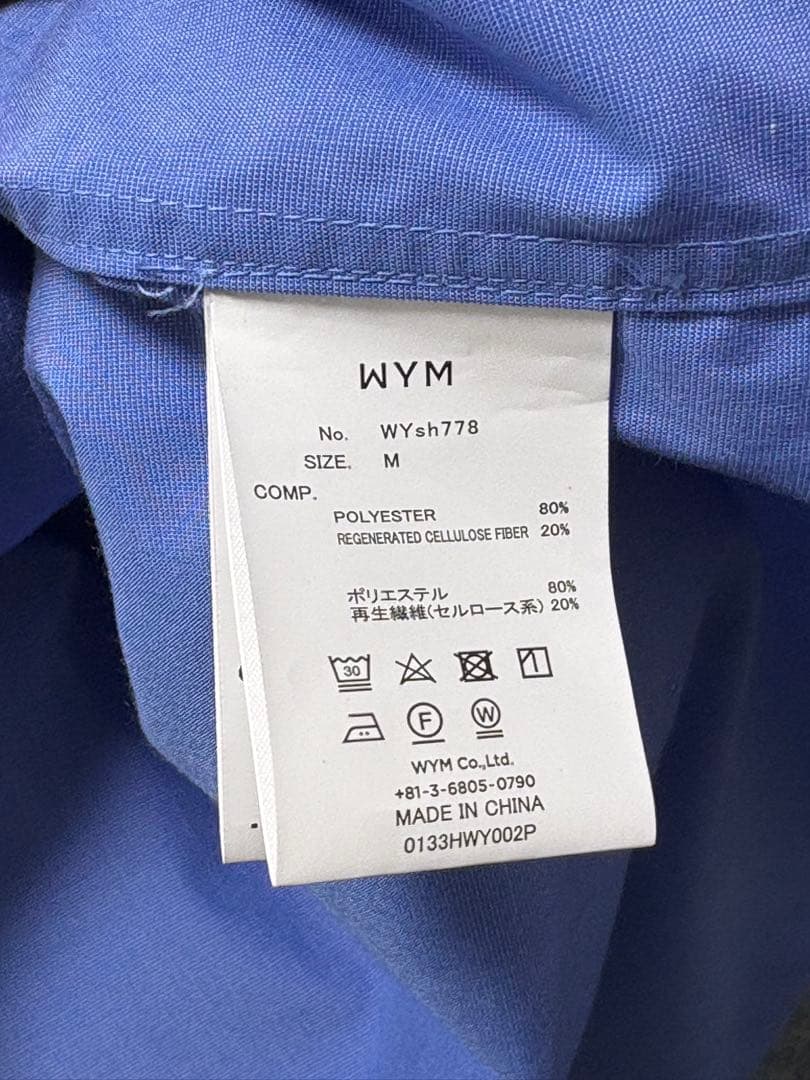 WYM
No. WYsh778
SIZE. M
COMP.
POLYESTER 80%
REGENERATED CELLULOSE FIBER 20%
ポリエステル 80%
再生繊維(セルロース系) 20%
30
F
W
WYM Co.,Ltd.
+81-3-6805-0790
MADE IN CHINA
0133HWY002P